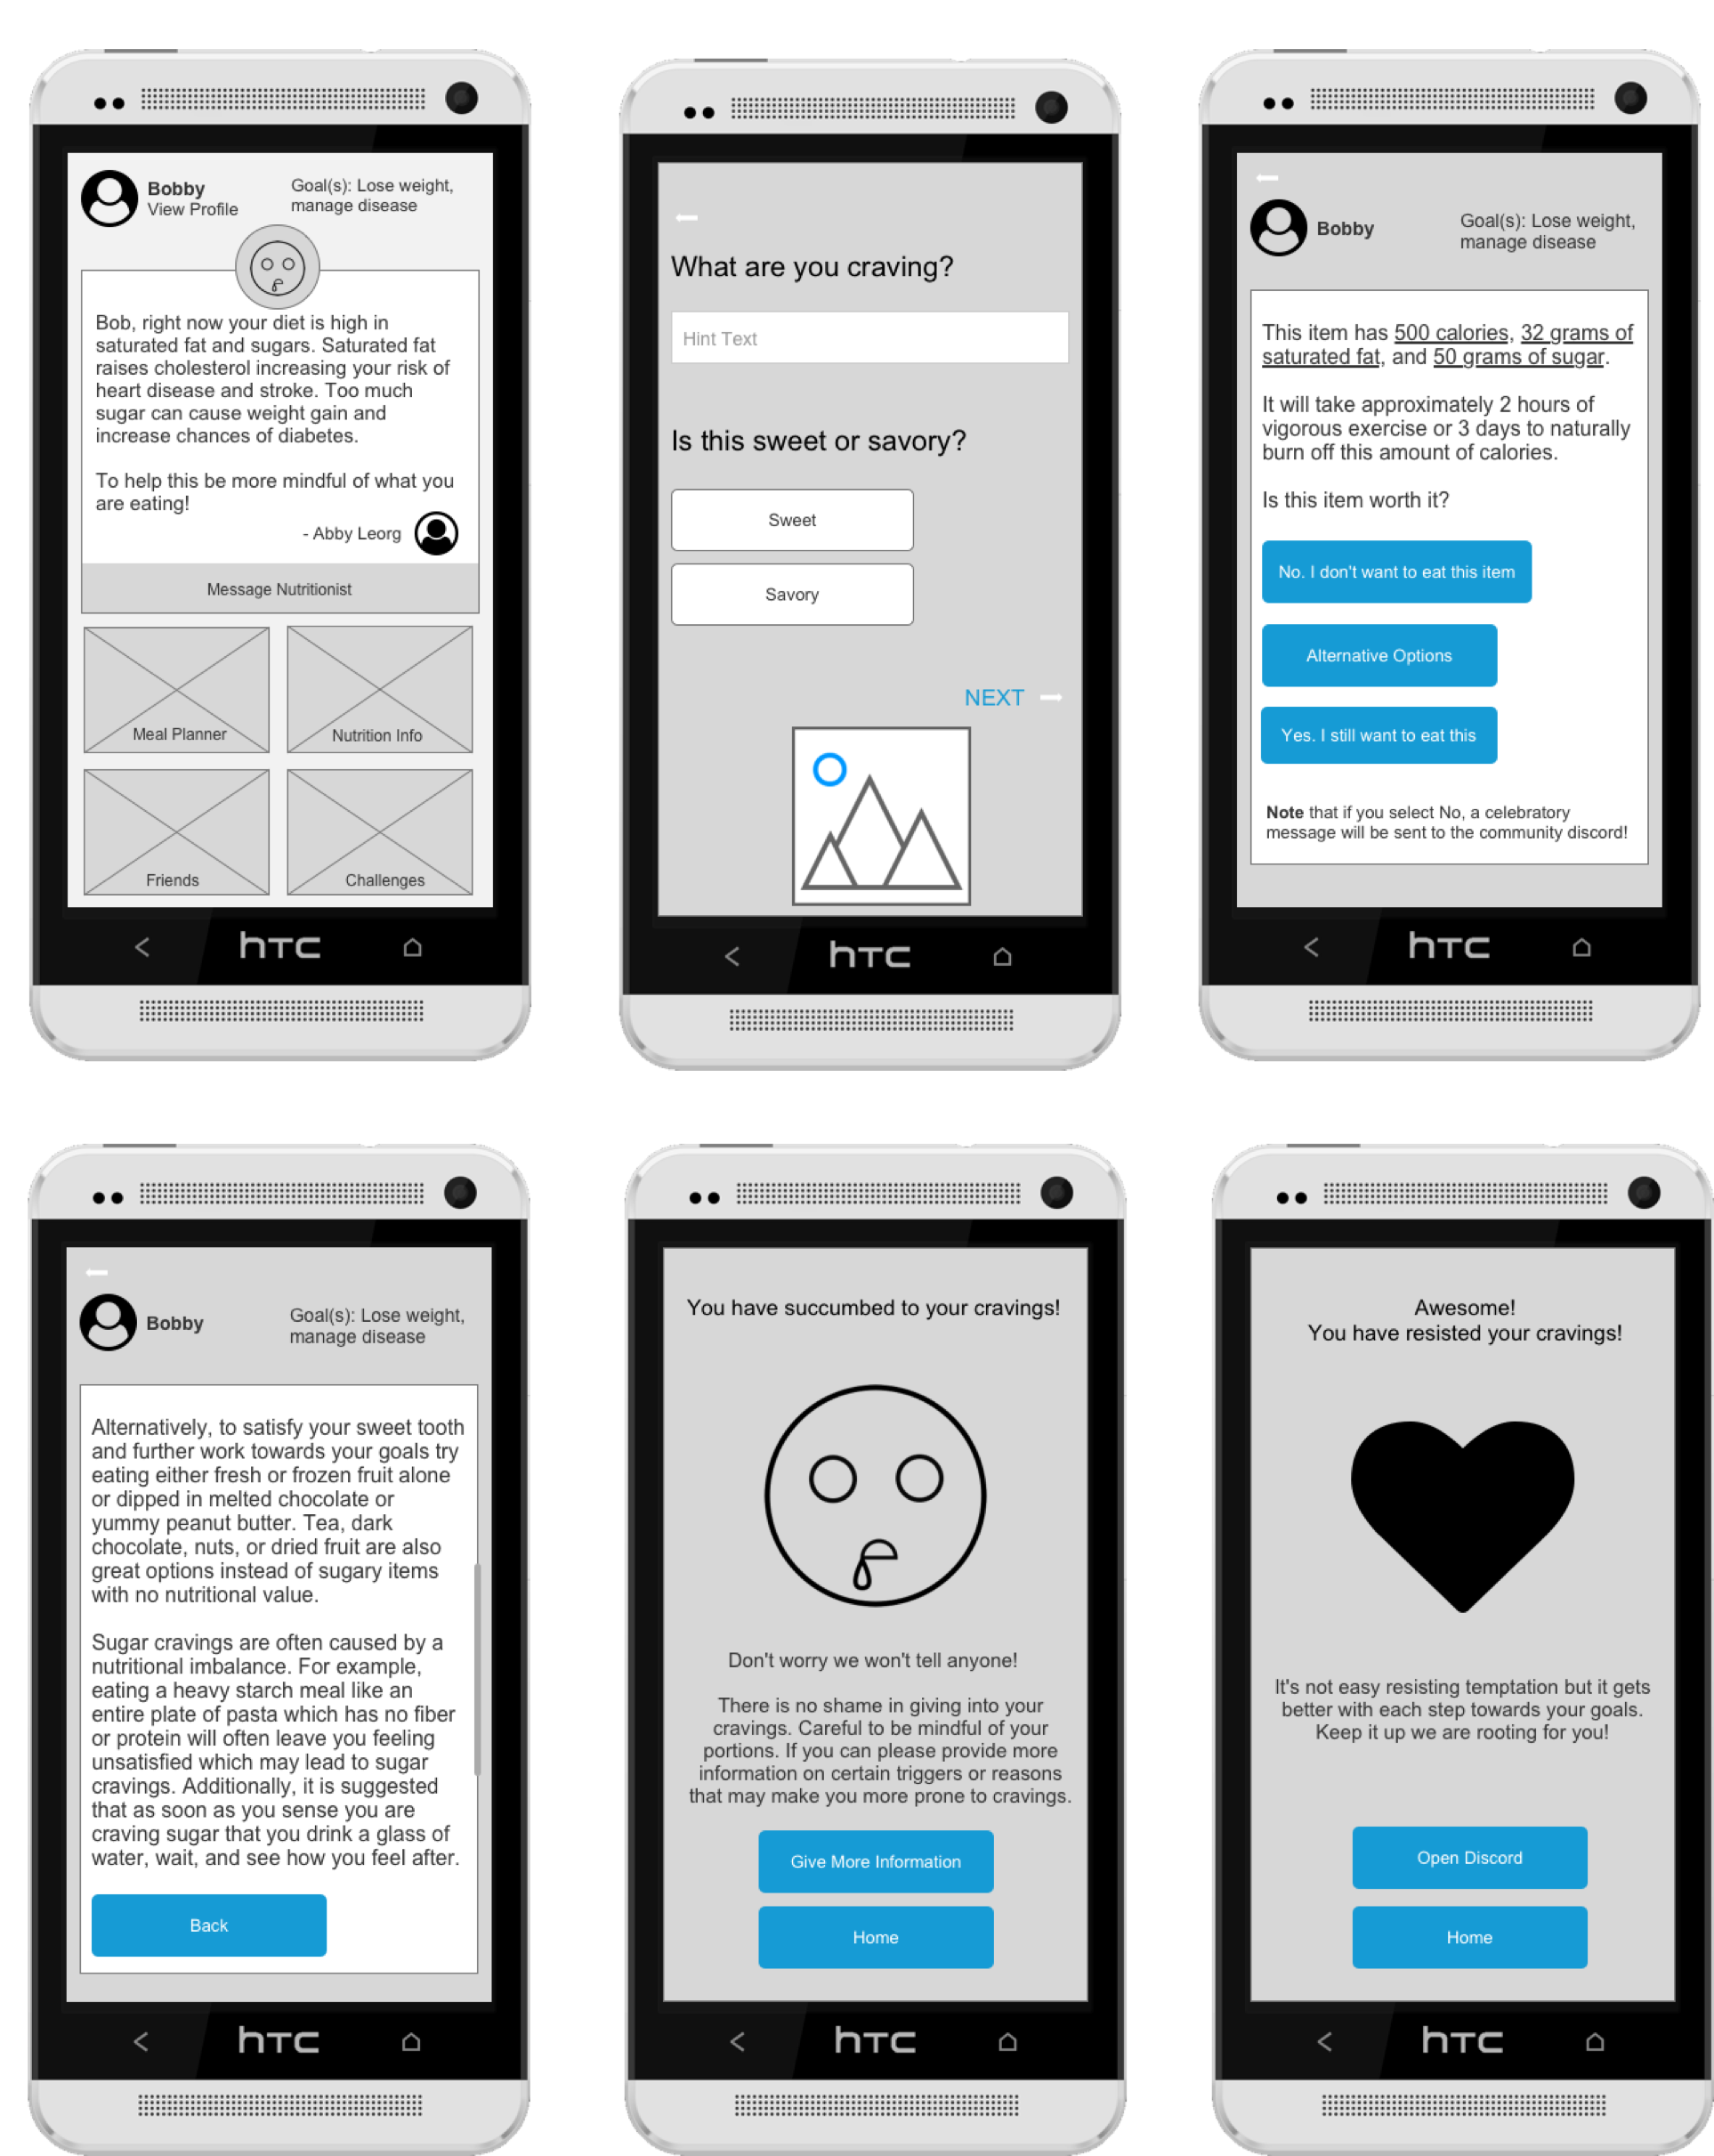 Bobby
View Profile
Goal(s): Lose weight,
manage disease
Bob, right now your diet is high in
saturated fat and sugars. Saturated fat
raises cholesterol increasing your risk of
heart disease and stroke. Too much
sugar can cause weight gain and
increase chances of diabetes.
To help this be more mindful of what you
are eating!
- Abby Leorg
Message Nutritionist
Meal Planner
Nutrition Info
Friends
Challenges
hTC
What are you craving?
Hint Text
Is this sweet or savory?
Sweet
Savory
NEXT
hTC
Bobby
Goal(s): Lose weight,
manage disease
This item has 500 calories, 32 grams of
saturated fat, and 50 grams of sugar.
It will take approximately 2 hours of
vigorous exercise or 3 days to naturally
burn off this amount of calories.
Is this item worth it?
No. I don't want to eat this item
Alternative Options
Yes. I still want to eat this
Note that if you select No, a celebratory
message will be sent to the community discord!
hTC
Bobby
Goal(s): Lose weight,
manage disease
Alternatively, to satisfy your sweet tooth
and further work towards your goals try
eating either fresh or frozen fruit alone
or dipped in melted chocolate or
yummy peanut butter. Tea, dark
chocolate, nuts, or dried fruit are also
great options instead of sugary items
with no nutritional value.
Sugar cravings are often caused by a
nutritional imbalance. For example,
eating a heavy starch meal like an
entire plate of pasta which has no fiber
or protein will often leave you feeling
unsatisfied which may lead to sugar
cravings. Additionally, it is suggested
that as soon as you sense you are
craving sugar that you drink a glass of
water, wait, and see how you feel after.
Back
hTC
You have succumbed to your cravings!
Don't worry we won't tell anyone!
There is no shame in giving into your
cravings. Careful to be mindful of your
portions. If you can please provide more
information on certain triggers or reasons
that may make you more prone to cravings.
Give More Information
Home
hTC
Awesome!
You have resisted your cravings!
It's not easy resisting temptation but it gets
better with each step towards your goals.
Keep it up we are rooting for you!
Open Discord
Home
hTC